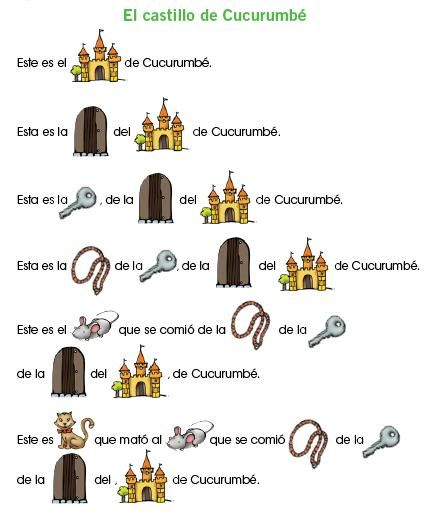 El castillo de Cucurumbé
Este es el de Cucurumbé.
Esta es la del de Cucurumbé.
Esta es la , de la del de Cucurumbé.
Esta es la de la , de la del de Cucurumbé.
Este es el que se comió de la de la
de la del , de Cucurumbé.
Este es que mató al que se comió de la
de la del , de Cucurumbé.